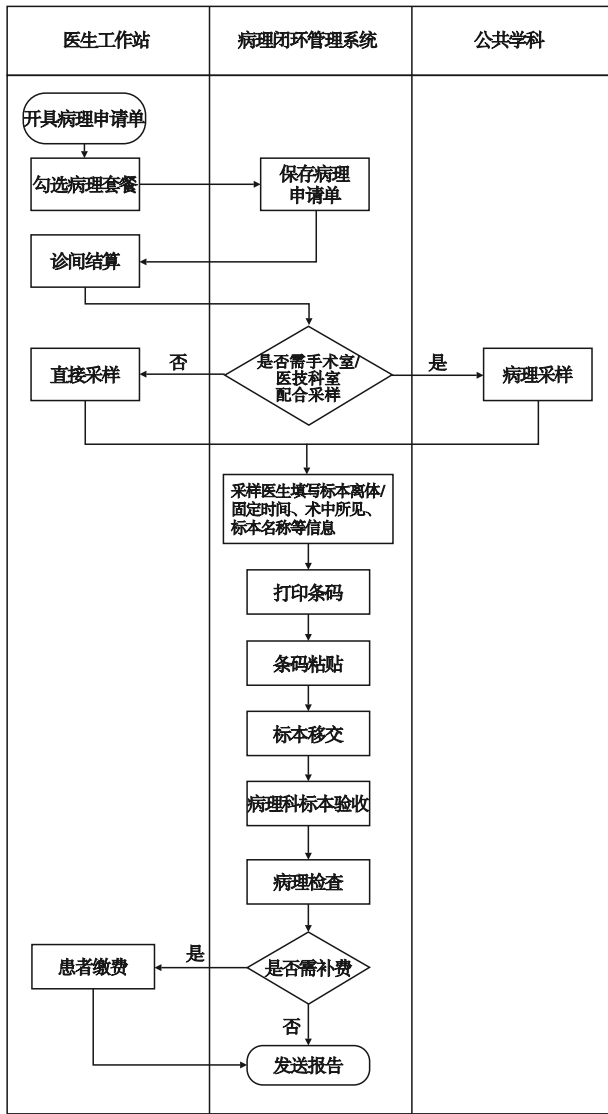 医生工作站
病理闭环管理系统
公共学科
开具病理申请单
勾选病理套餐
保存病理
申请单
诊间结算
是否需手术室/
医技科室
配合采样
否
是
直接采样
病理采样
采样医生填写标本离体/
固定时间、术中所见、
标本名称等信息
打印条码
条码粘贴
标本移交
病理科标本验收
病理检查
是否需补费
是
患者缴费
否
发送报告